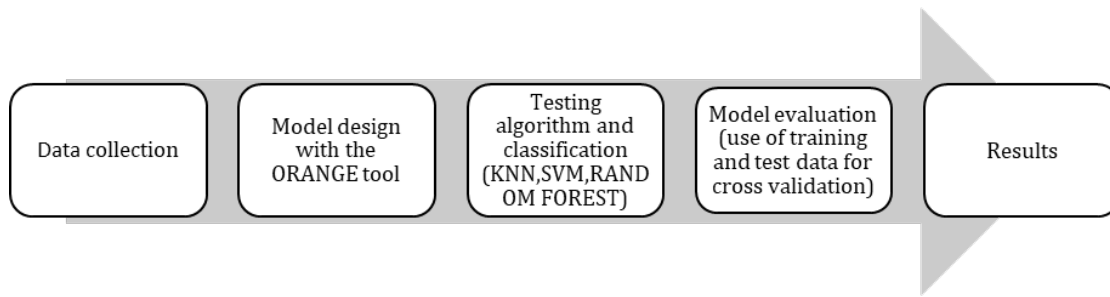 Data collection
Model design
with the
ORANGE tool
Testing
algorithm and
classification
(KNN,SVM,RAND
OM FOREST)
Model evaluation
(use of training
and test data for
cross validation)
Results